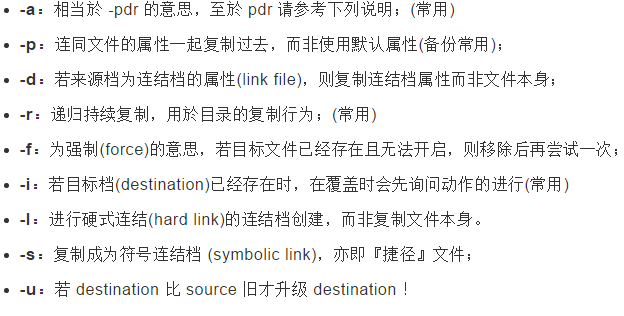 -a：相当於 -pdr 的意思，至於 pdr 请参考下列说明；(常用)
-p：连同文件的属性一起复制过去，而非使用默认属性(备份常用)；
-d：若来源档为连结档的属性(link file)，则复制连结档属性而非文件本身；
-r：递归持续复制，用於目录的复制行为；(常用)
-f：为强制(force)的意思，若目标文件已经存在且无法开启，则移除后再尝试一次；
-i：若目标档(destination)已经存在时，在覆盖时会先询问动作的进行(常用)
-l：进行硬式连结(hard link)的连结档创建，而非复制文件本身。
-s：复制成为符号连结档 (symbolic link)，亦即『捷径』文件；
-u：若 destination 比 source 旧才升级 destination！